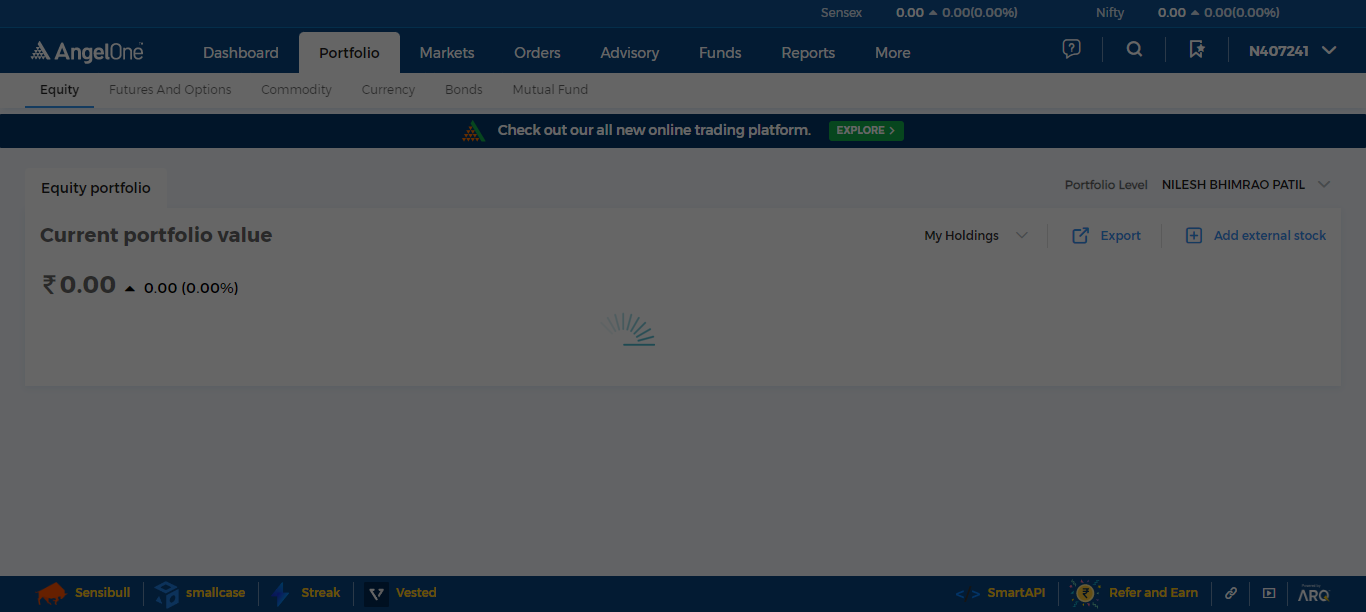 Sensex 0.00 0.00(0.00%) Nifty 0.00 0.00(0.00%)
AngelOne Dashboard Portfolio Markets Orders Advisory Funds Reports More N407241
Equity Futures And Options Commodity Currency Bonds Mutual Fund
Check out our all new online trading platform. EXPLORE >
Equity portfolio Portfolio Level NILESH BHIMRAO PATIL
Current portfolio value My Holdings Export Add external stock
₹0.00 0.00 (0.00%)
Sensibull smallcase Streak Vested < > SmartAPI Refer and Earn ARQ